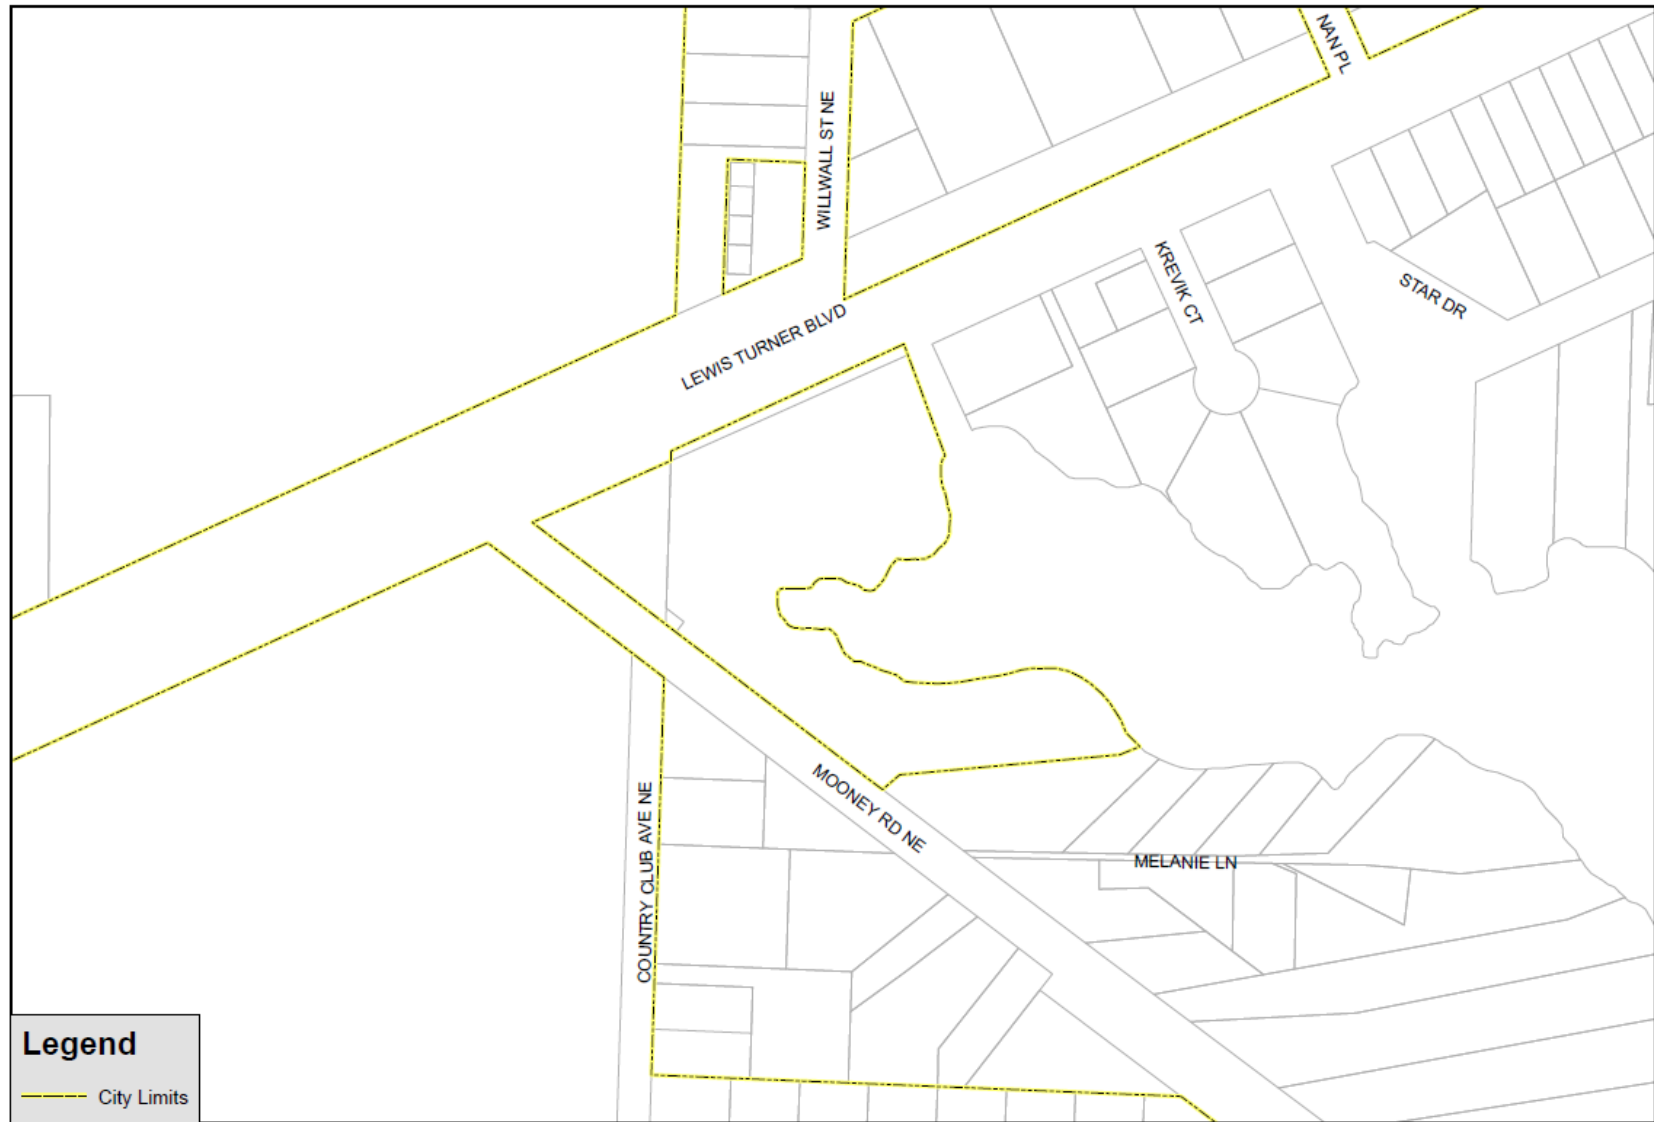 NAN PL
WILLWALL ST NE
KREVIK CT
STAR DR
LEWIS TURNER BLVD
MOONEY RD NE
COUNTRY CLUB AVE NE
MELANIE LN
Legend
City Limits